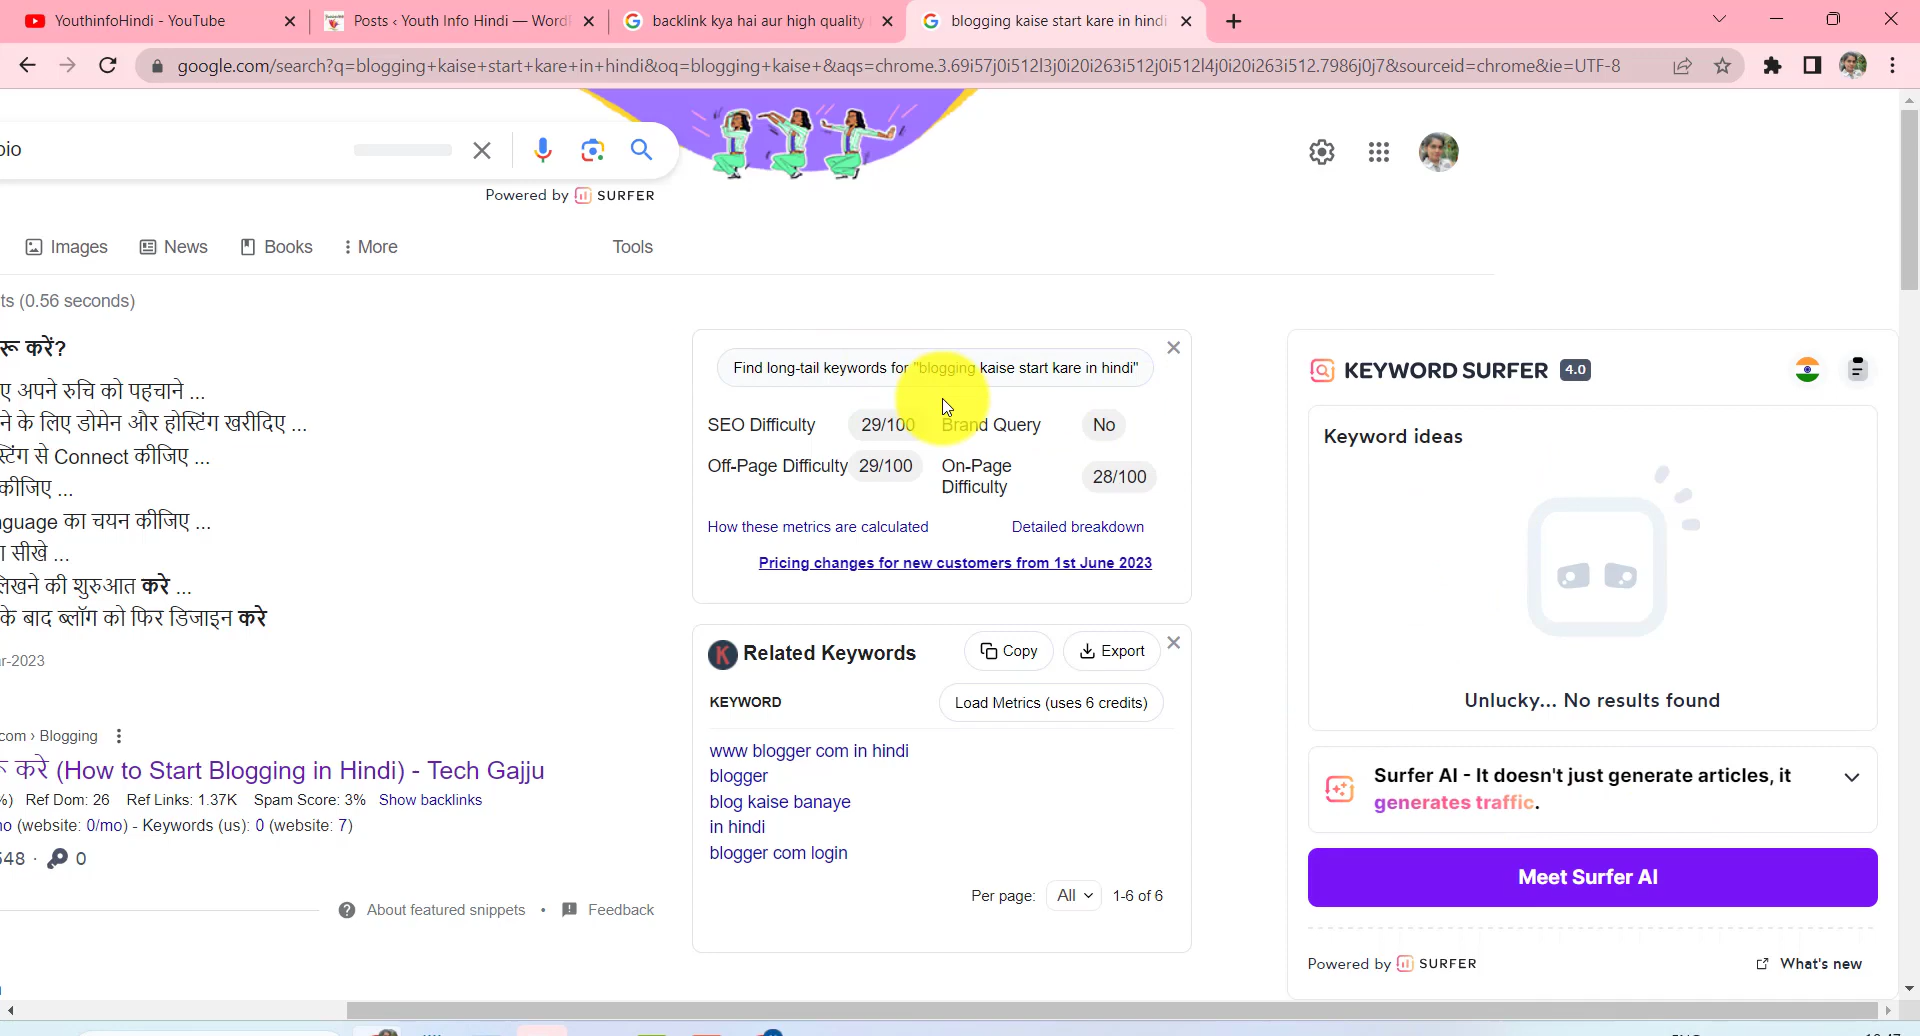 YouthinfoHindi - YouTube
Posts ‹ Youth Info Hindi — Word
backlink kya hai aur high quality
blogging kaise start kare in hindi
google.com/search?q=blogging+kaise+start+kare+in+hindi&oq=blogging+kaise+&aqs=chrome.3.69i57j0i512l3j0i20i263i512j0i512l4j0i20i263i512.7986j0j7&sourceid=chrome&ie=UTF-8
Powered by SURFER
Images
News
Books
More
Tools
ts (0.56 seconds)
करें?
ए अपने रुचि को पहचाने ...
ने के लिए डोमेन और होस्टिंग खरीदिए ...
से Connect कीजिए ...
कीजिए ...
guage का चयन कीजिए ...
सीखे ...
लिखने की शुरुआत करे ...
के बाद ब्लॉग को फिर डिजाइन करे
r-2023
com › Blogging
करे (How to Start Blogging in Hindi) - Tech Gajju
%) Ref Dom: 26 Ref Links: 1.37K Spam Score: 3% Show backlinks
no (website: 0/mo) - Keywords (us): 0 (website: 7)
548 · 0
About featured snippets • Feedback
Find long-tail keywords for "blogging kaise start kare in hindi"
SEO Difficulty 29/100 Brand Query No
Off-Page Difficulty 29/100 On-Page Difficulty 28/100
How these metrics are calculated Detailed breakdown
Pricing changes for new customers from 1st June 2023
K Related Keywords Copy Export
KEYWORD Load Metrics (uses 6 credits)
www blogger com in hindi
blogger
blog kaise banaye
in hindi
blogger com login
Per page: All 1-6 of 6
KEYWORD SURFER 4.0
Keyword ideas
Unlucky... No results found
Surfer AI - It doesn't just generate articles, it
generates traffic.
Meet Surfer AI
Powered by SURFER What's new